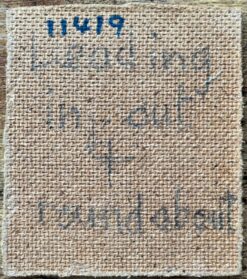 11419
Leading
in, out
+
roundabout